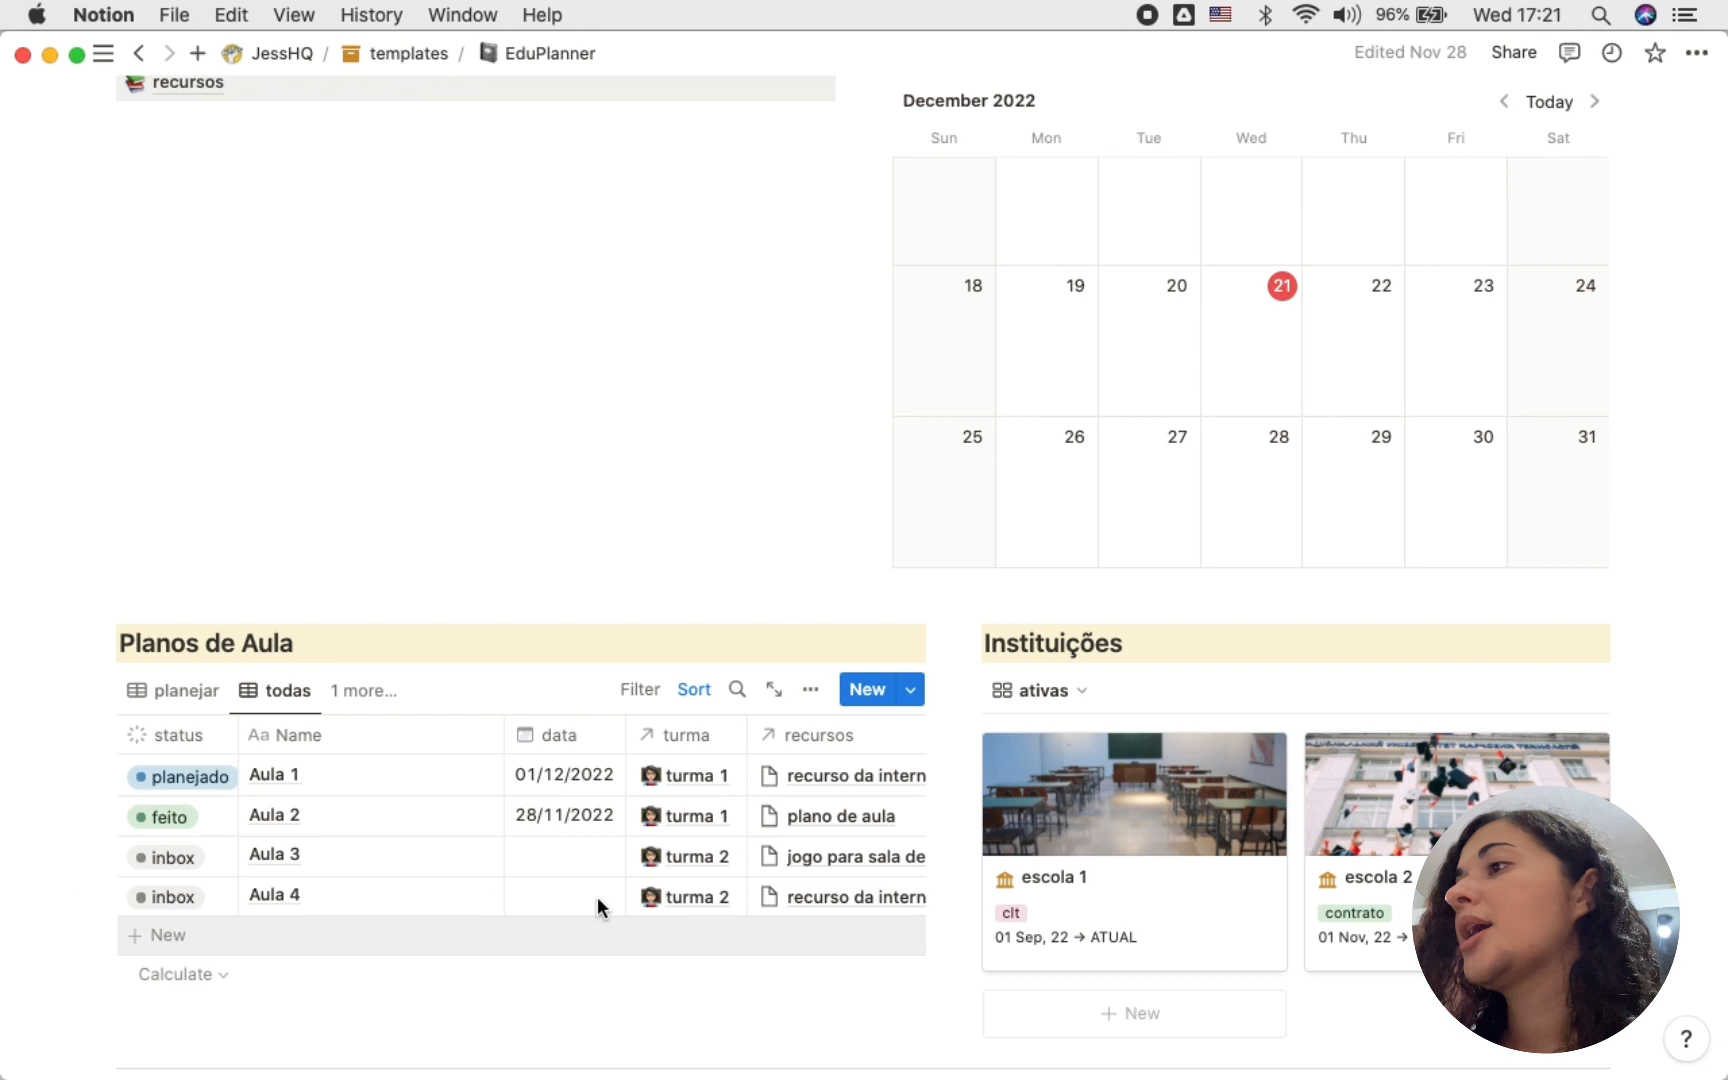 Notion File Edit View History Window Help 96% Wed 17:21
JessHQ / templates / EduPlanner Edited Nov 28 Share
recursos
December 2022 Today
Sun Mon Tue Wed Thu Fri Sat
18 19 20 21 22 23 24
25 26 27 28 29 30 31
Planos de Aula
planejar todas 1 more... Filter Sort New
status Aa Name data turma recursos
planejado Aula 1 01/12/2022 turma 1 recurso da intern
feito Aula 2 28/11/2022 turma 1 plano de aula
inbox Aula 3 turma 2 jogo para sala de
inbox Aula 4 turma 2 recurso da intern
+ New
Calculate
Instituições
ativas
escola 1
clt
01 Sep, 22 → ATUAL
escola 2
contrato
01 Nov, 22 →
+ New
?